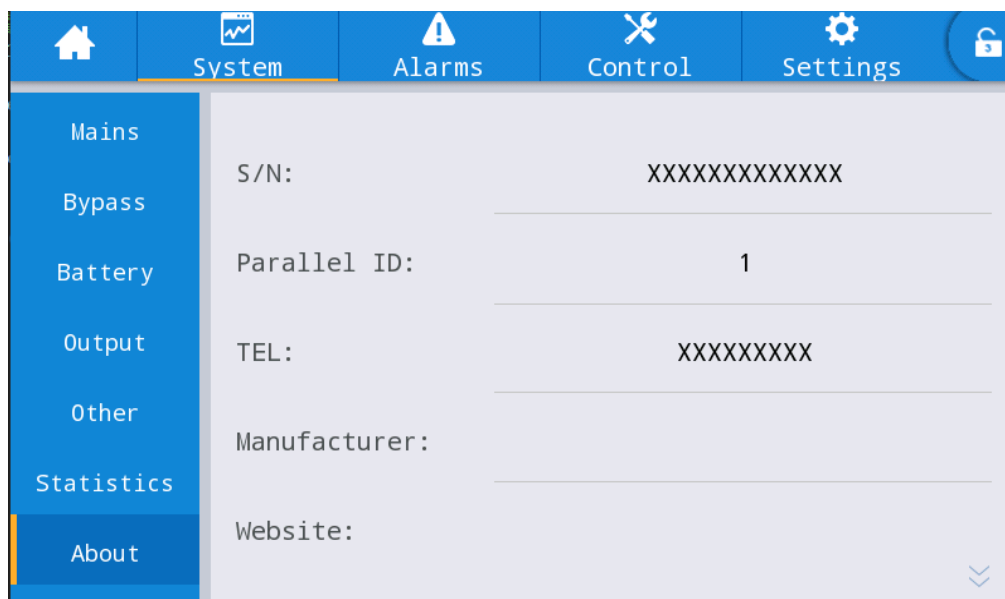 System
Alarms
Control
Settings
3
Mains
Bypass
Battery
Output
Other
Statistics
About
S/N: XXXXXXXXXXXXX
Parallel ID: 1
TEL: XXXXXXXXX
Manufacturer:
Website: